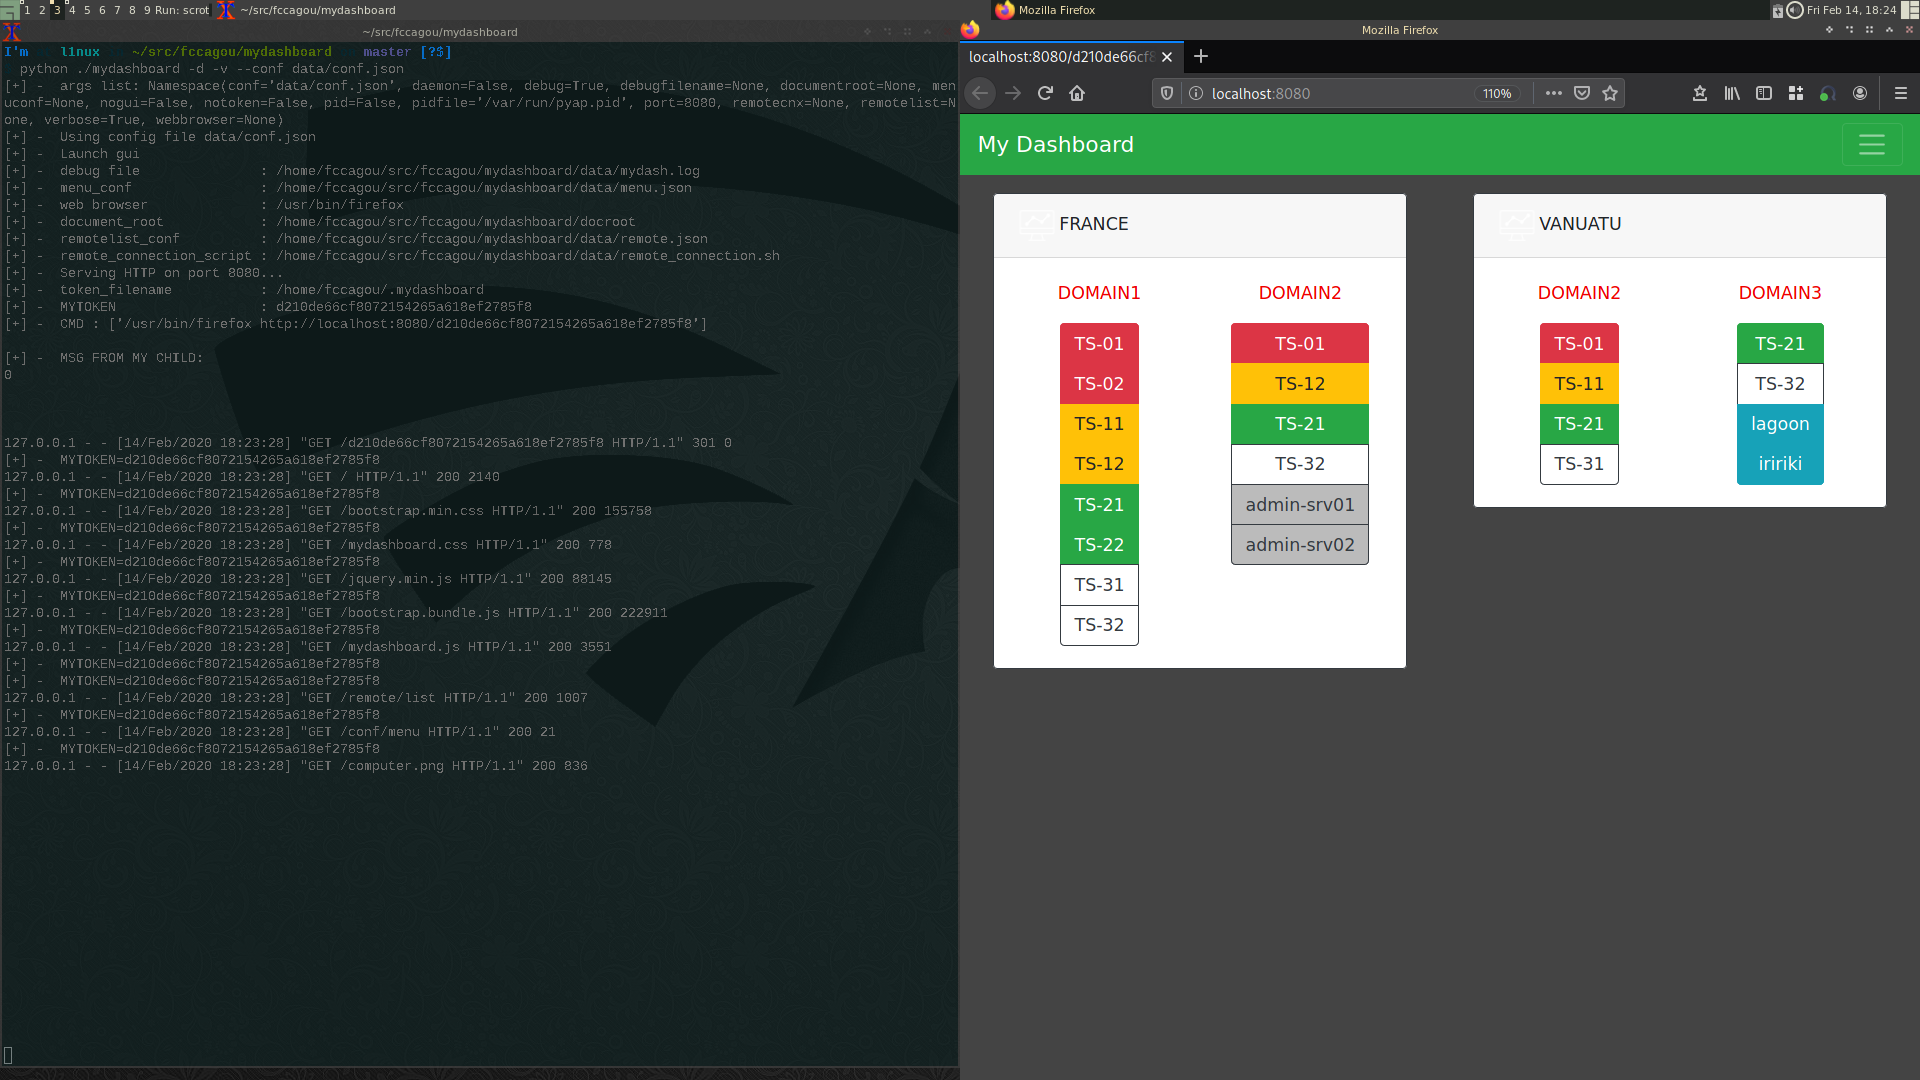 1 2 3 4 5 6 7 8 9 Run: scrot ~/src/fccagou/mydashboard
Mozilla Firefox
Fri Feb 14, 18:24
~/src/fccagou/mydashboard
I'm l1nux ~/src/fccagou/mydashboard master [?$]
python ./mydashboard -d -v --conf data/conf.json
[+] - args list: Namespace(conf='data/conf.json', daemon=False, debug=True, debugfilename=None, documentroot=None, men
uconf=None, nogui=False, notoken=False, pid=False, pidfile='/var/run/pyap.pid', port=8080, remotecnx=None, remotelist=N
one, verbose=True, webbrowser=None)
[+] - Using config file data/conf.json
[+] - Launch gui
[+] - debug file : /home/fccagou/src/fccagou/mydashboard/data/mydash.log
[+] - menu_conf : /home/fccagou/src/fccagou/mydashboard/data/menu.json
[+] - web browser : /usr/bin/firefox
[+] - document_root : /home/fccagou/src/fccagou/mydashboard/docroot
[+] - remotelist_conf : /home/fccagou/src/fccagou/mydashboard/data/remote.json
[+] - remote_connection_script : /home/fccagou/src/fccagou/mydashboard/data/remote_connection.sh
[+] - Serving HTTP on port 8080...
[+] - token_filename : /home/fccagou/.mydashboard
[+] - MYTOKEN : d210de66cf8072154265a618ef2785f8
[+] - CMD : ['/usr/bin/firefox http://localhost:8080/d210de66cf8072154265a618ef2785f8']
[+] - MSG FROM MY CHILD:
0
127.0.0.1 - - [14/Feb/2020 18:23:28] "GET /d210de66cf8072154265a618ef2785f8 HTTP/1.1" 301 0
[+] - MYTOKEN=d210de66cf8072154265a618ef2785f8
127.0.0.1 - - [14/Feb/2020 18:23:28] "GET / HTTP/1.1" 200 2140
[+] - MYTOKEN=d210de66cf8072154265a618ef2785f8
127.0.0.1 - - [14/Feb/2020 18:23:28] "GET /bootstrap.min.css HTTP/1.1" 200 155758
[+] - MYTOKEN=d210de66cf8072154265a618ef2785f8
127.0.0.1 - - [14/Feb/2020 18:23:28] "GET /mydashboard.css HTTP/1.1" 200 778
[+] - MYTOKEN=d210de66cf8072154265a618ef2785f8
127.0.0.1 - - [14/Feb/2020 18:23:28] "GET /jquery.min.js HTTP/1.1" 200 88145
[+] - MYTOKEN=d210de66cf8072154265a618ef2785f8
127.0.0.1 - - [14/Feb/2020 18:23:28] "GET /bootstrap.bundle.js HTTP/1.1" 200 222911
[+] - MYTOKEN=d210de66cf8072154265a618ef2785f8
127.0.0.1 - - [14/Feb/2020 18:23:28] "GET /mydashboard.js HTTP/1.1" 200 3551
[+] - MYTOKEN=d210de66cf8072154265a618ef2785f8
[+] - MYTOKEN=d210de66cf8072154265a618ef2785f8
127.0.0.1 - - [14/Feb/2020 18:23:28] "GET /remote/list HTTP/1.1" 200 1007
[+] - MYTOKEN=d210de66cf8072154265a618ef2785f8
127.0.0.1 - - [14/Feb/2020 18:23:28] "GET /conf/menu HTTP/1.1" 200 21
[+] - MYTOKEN=d210de66cf8072154265a618ef2785f8
127.0.0.1 - - [14/Feb/2020 18:23:28] "GET /computer.png HTTP/1.1" 200 836
Mozilla Firefox
localhost:8080/d210de66cf8
localhost:8080
110%
My Dashboard
FRANCE
DOMAIN1
TS-01
TS-02
TS-11
TS-12
TS-21
TS-22
TS-31
TS-32
DOMAIN2
TS-01
TS-12
TS-21
TS-32
admin-srv01
admin-srv02
VANUATU
DOMAIN2
TS-01
TS-11
TS-21
TS-31
DOMAIN3
TS-21
TS-32
lagoon
iririki